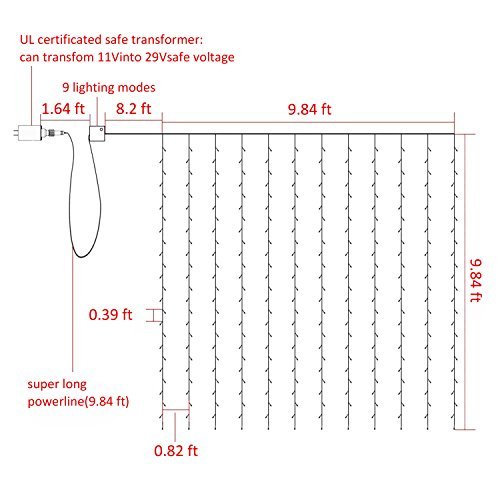 UL certificated safe transformer:
can transfom 11Vinto 29Vsafe voltage
9 lighting modes
1.64 ft
8.2 ft
9.84 ft
9.84 ft
0.39 ft
super long
powerline(9.84 ft)
0.82 ft